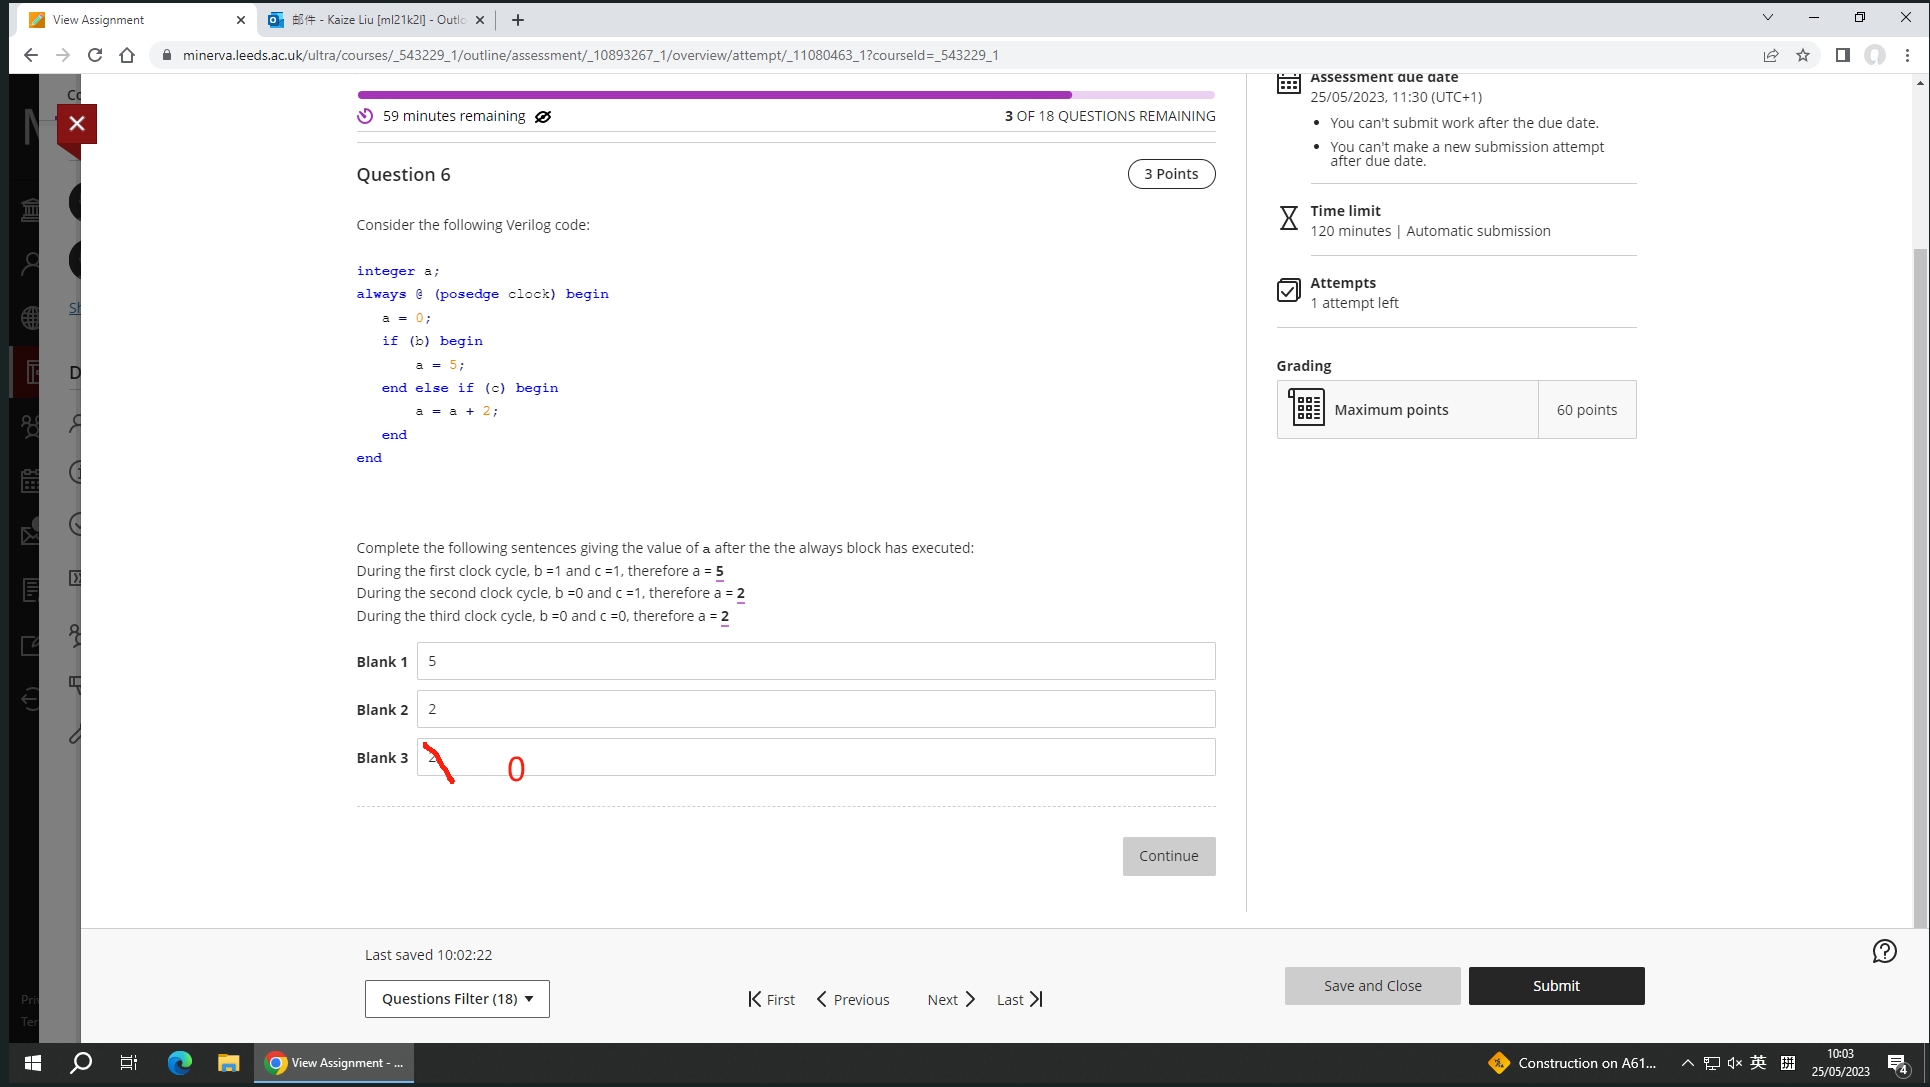 View Assignment
邮件 - Kaize Liu [ml21k2l] - Outlo
minerva.leeds.ac.uk/ultra/courses/_543229_1/outline/assessment/_10893267_1/overview/attempt/_11080463_1?courseId=_543229_1
59 minutes remaining
3 OF 18 QUESTIONS REMAINING
Question 6
3 Points
Consider the following Verilog code:
integer a;
always @ (posedge clock) begin
a = 0;
if (b) begin
a = 5;
end else if (c) begin
a = a + 2;
end
end
Complete the following sentences giving the value of a after the the always block has executed:
During the first clock cycle, b =1 and c =1, therefore a = 5
During the second clock cycle, b =0 and c =1, therefore a = 2
During the third clock cycle, b =0 and c =0, therefore a = 2
Blank 1 5
Blank 2 2
Blank 3 2 0
Continue
Assessment due date
25/05/2023, 11:30 (UTC+1)
• You can't submit work after the due date.
• You can't make a new submission attempt
after due date.
Time limit
120 minutes | Automatic submission
Attempts
1 attempt left
Grading
Maximum points 60 points
Last saved 10:02:22
Questions Filter (18)
First Previous Next Last
Save and Close Submit
View Assignment - ...
Construction on A61...
英
拼
10:03
25/05/2023
4